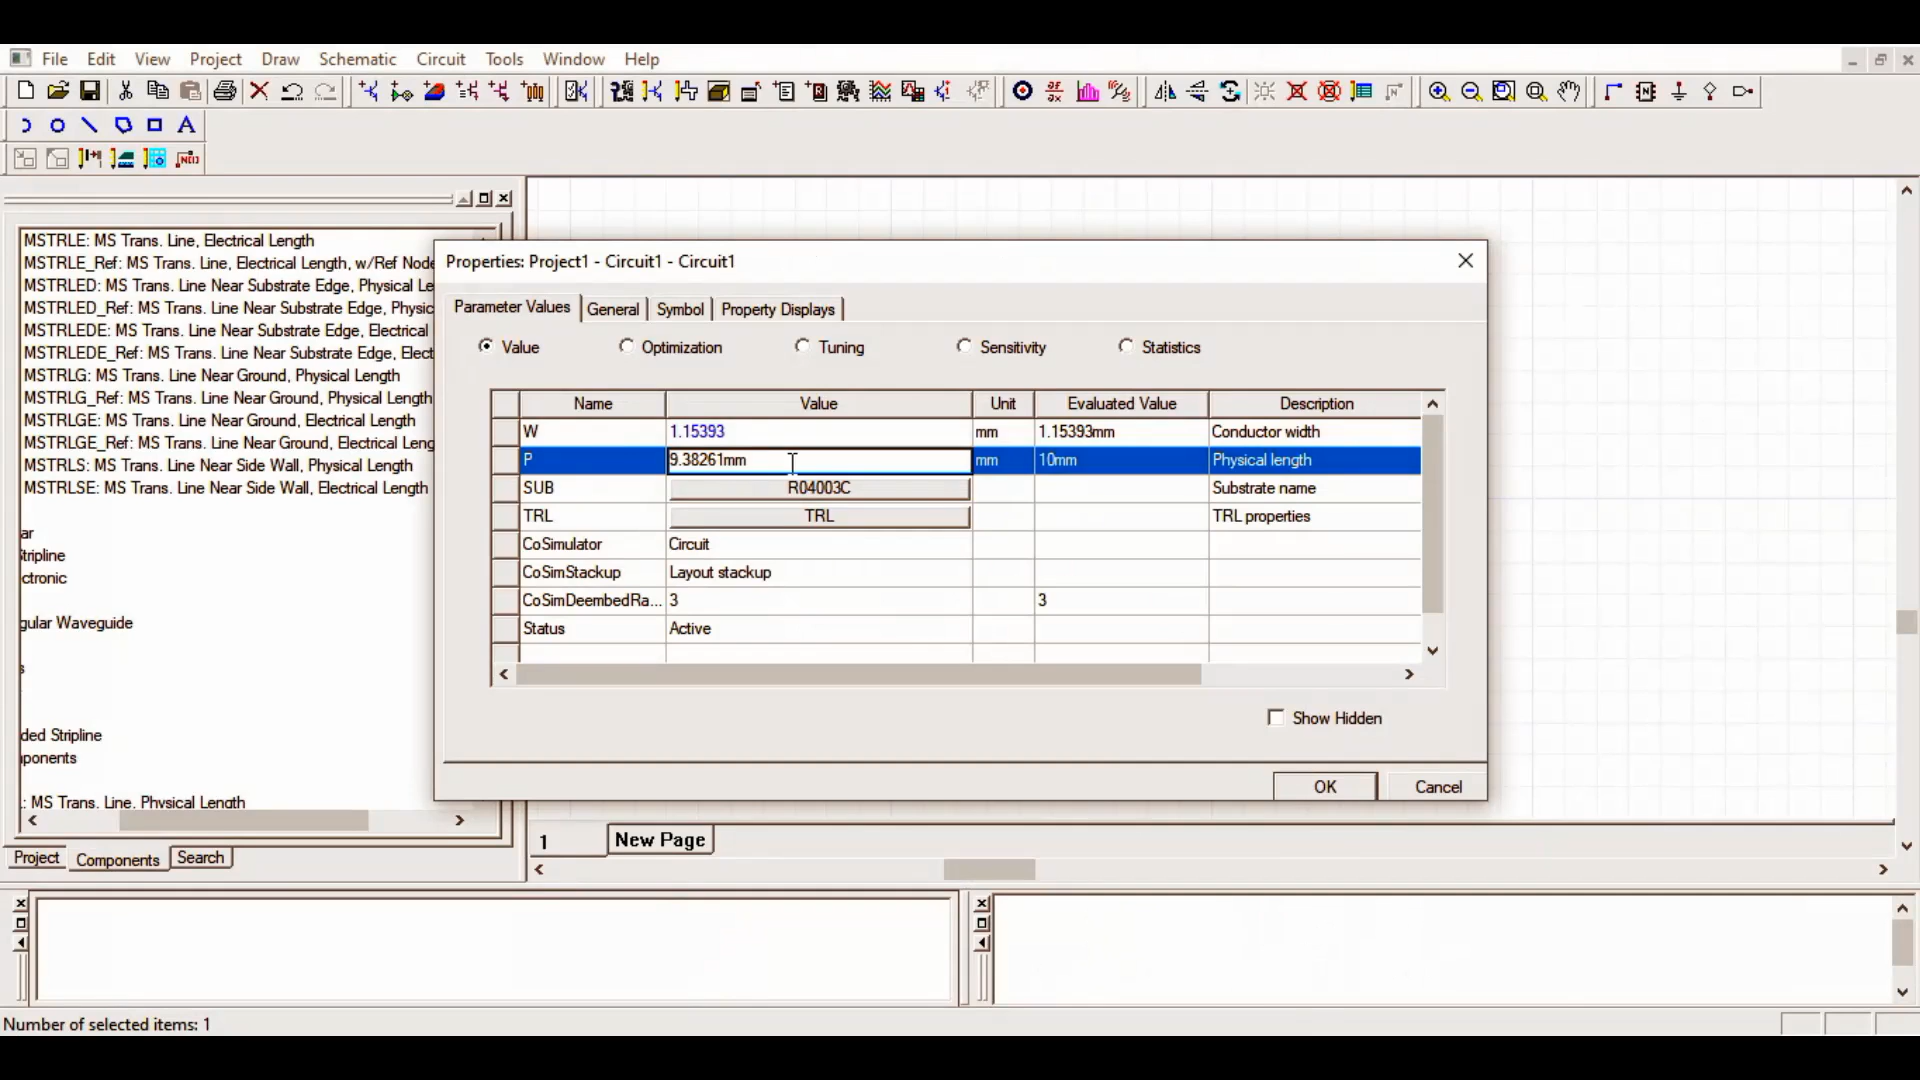 File Edit View Project Draw Schematic Circuit Tools Window Help
MSTRLE: MS Trans. Line, Electrical Length
MSTRLE_Ref: MS Trans. Line, Electrical Length, w/Ref Node
MSTRLED: MS Trans. Line Near Substrate Edge, Physical Le
MSTRLED_Ref: MS Trans. Line Near Substrate Edge, Physic
MSTRLEDE: MS Trans. Line Near Substrate Edge, Electrical
MSTRLEDE_Ref: MS Trans. Line Near Substrate Edge, Elect
MSTRLG: MS Trans. Line Near Ground, Physical Length
MSTRLG_Ref: MS Trans. Line Near Ground, Physical Length
MSTRLGE: MS Trans. Line Near Ground, Electrical Length
MSTRLGE_Ref: MS Trans. Line Near Ground, Electrical Leng
MSTRLS: MS Trans. Line Near Side Wall, Physical Length
MSTRLSE: MS Trans. Line Near Side Wall, Electrical Length
ar
Stripline
ctronic
gular Waveguide
s
ded Stripline
ponents
.: MS Trans. Line, Physical Length
Project Components Search
Properties: Project1 - Circuit1 - Circuit1
Parameter Values General Symbol Property Displays
Value Optimization Tuning Sensitivity Statistics
Name Value Unit Evaluated Value Description
W 1.15393 mm 1.15393mm Conductor width
P 9.38261mm mm 10mm Physical length
SUB R04003C Substrate name
TRL TRL TRL properties
CoSimulator Circuit
CoSimStackup Layout stackup
CoSimDeembedRa... 3 3
Status Active
Show Hidden
OK Cancel
1 New Page
Number of selected items: 1